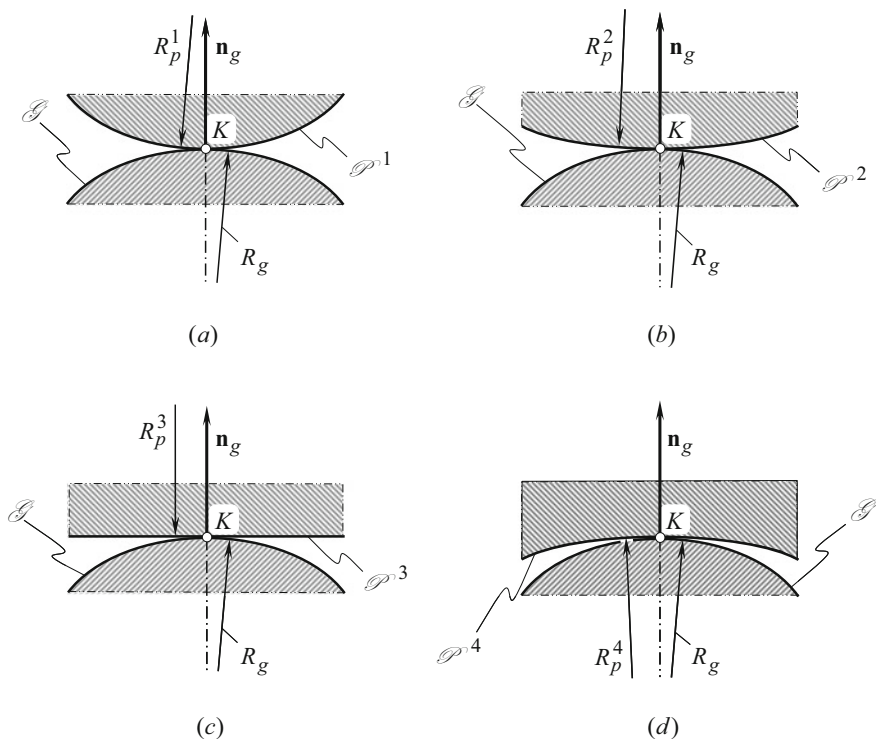 R_p^1 n_g
K
𝒢
𝒫^1
R_g
(a)
R_p^2 n_g
K
𝒢
𝒫^2
R_g
(b)
R_p^3 n_g
K
𝒢
𝒫^3
R_g
(c)
n_g
K
𝒢
𝒫^4
R_p^4 R_g
(d)